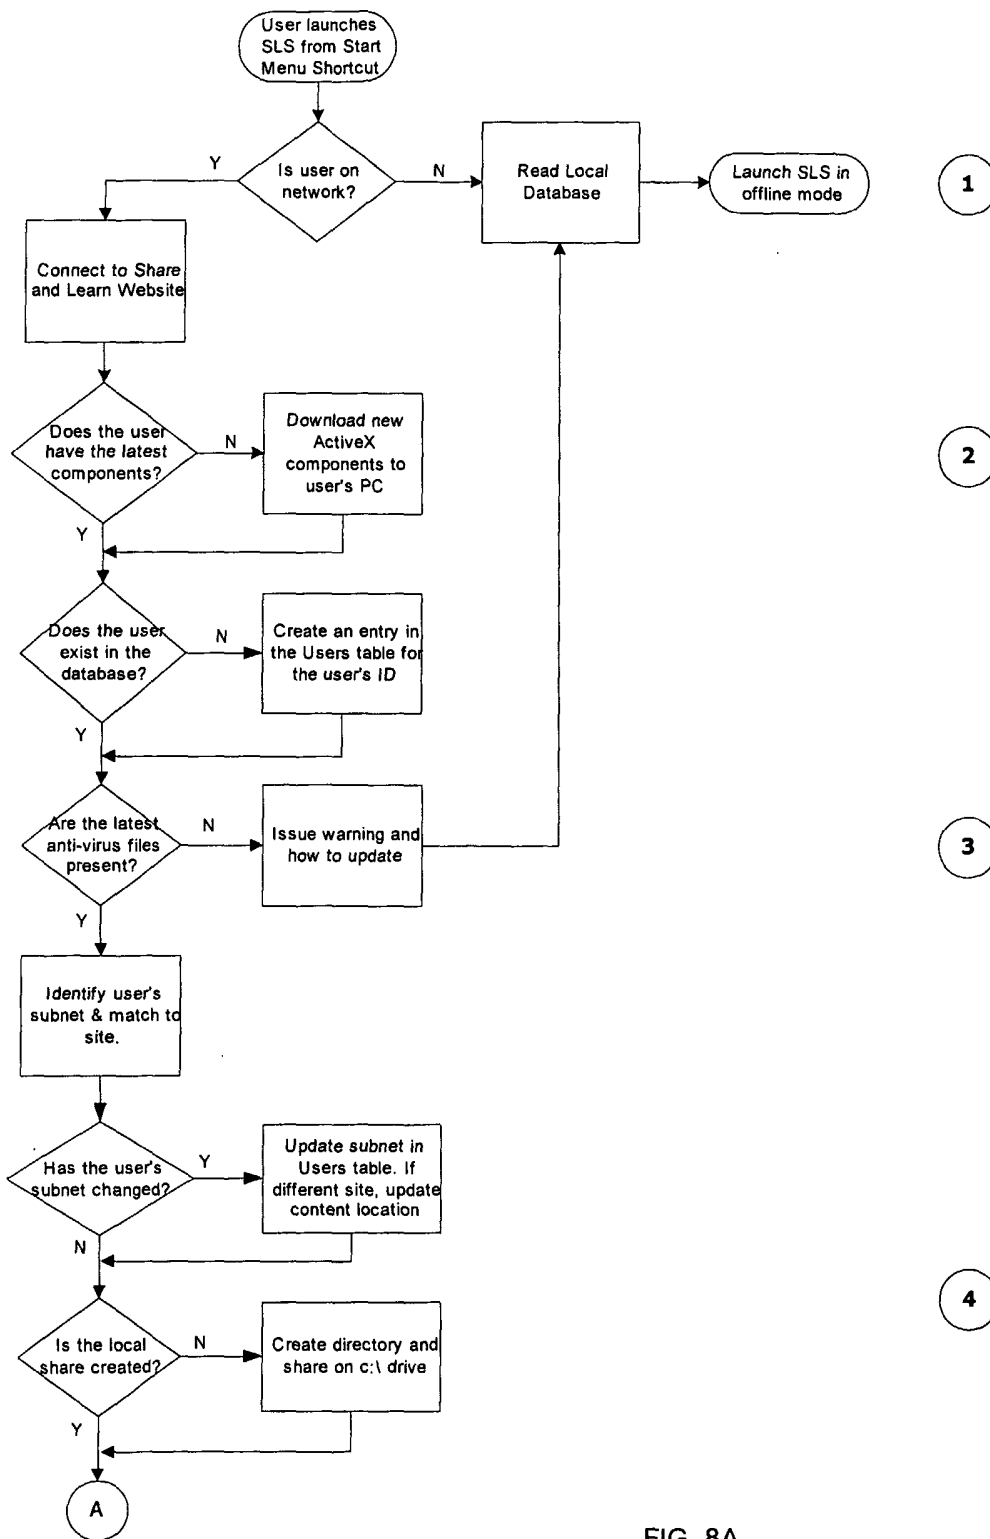 User launches
SLS from Start
Menu Shortcut
Y
Is user on
network?
N
Read Local
Database
Launch SLS in
offline mode
1
Connect to Share
and Learn Website
Does the user
have the latest
components?
N
Download new
ActiveX
components to
user's PC
2
Y
Does the user
exist in the
database?
N
Create an entry in
the Users table for
the user's ID
Y
Are the latest
anti-virus files
present?
N
Issue warning and
how to update
3
Y
Identify user's
subnet & match to
site.
Has the user's
subnet changed?
Y
Update subnet in
Users table. If
different site, update
content location
N
4
Is the local
share created?
N
Create directory and
share on c:\ drive
Y
A
FIG. 8A